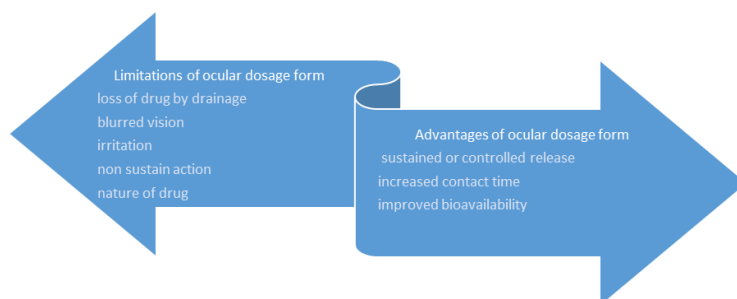 Limitations of ocular dosage form
loss of drug by drainage
blurred vision
irritation
non sustain action
nature of drug
Advantages of ocular dosage form
sustained or controlled release
increased contact time
improved bioavailability